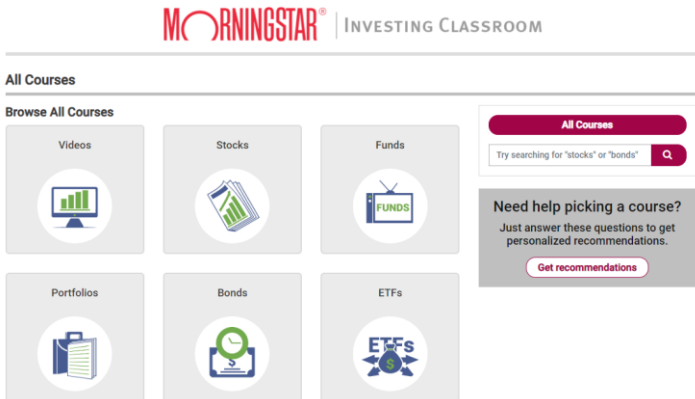 MORNINGSTAR® INVESTING CLASSROOM
All Courses
Browse All Courses
Videos
Stocks
Funds
FUNDS
Portfolios
Bonds
$
ETFs
ETFs
$
All Courses
Try searching for "stocks" or "bonds"
Need help picking a course?
Just answer these questions to get
personalized recommendations.
Get recommendations